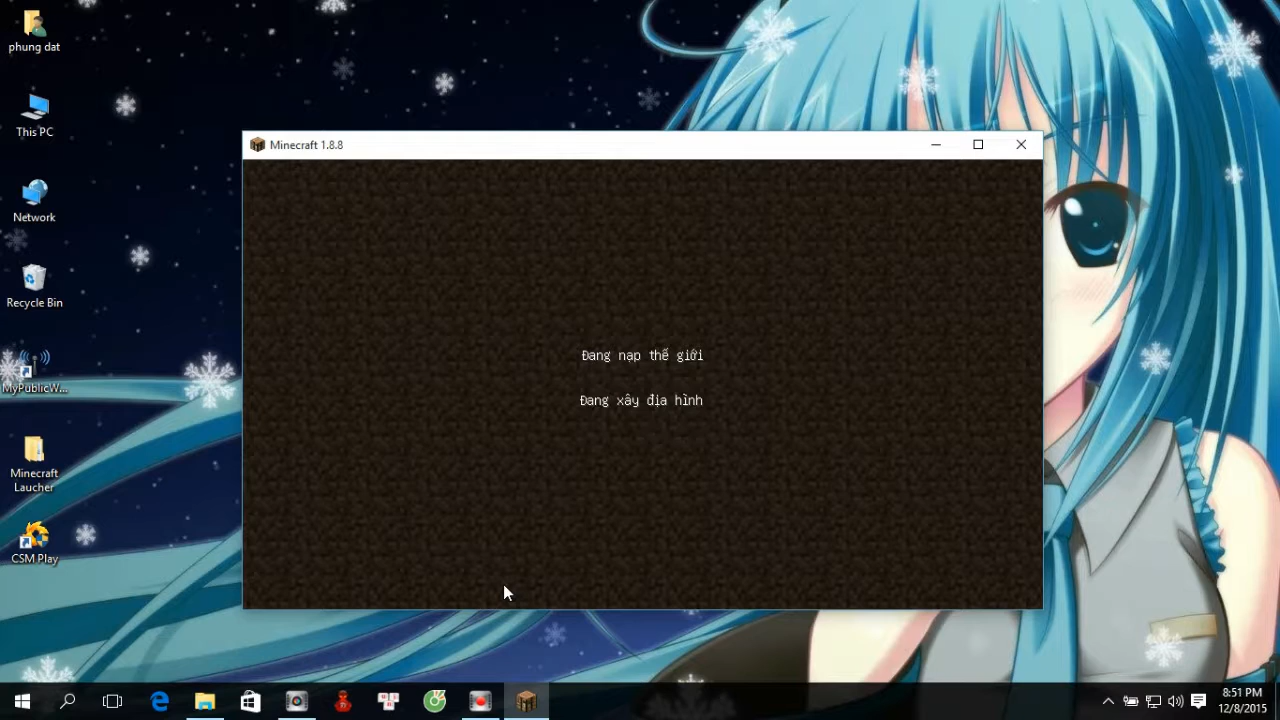 phung dat
This PC
Network
Recycle Bin
MyPublicW...
Minecraft
Laucher
CSM Play
Minecraft 1.8.8
Đang nạp thế giới
Đang xây địa hình
8:51 PM
12/8/2015